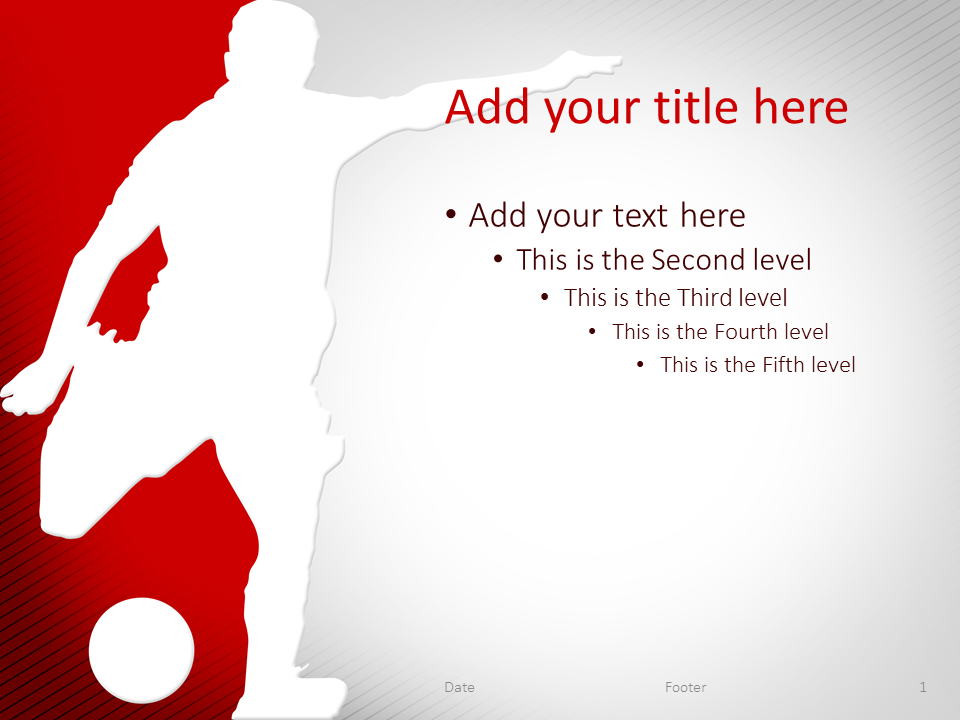 Add your title here
• Add your text here
• This is the Second level
• This is the Third level
• This is the Fourth level
• This is the Fifth level
Date Footer 1